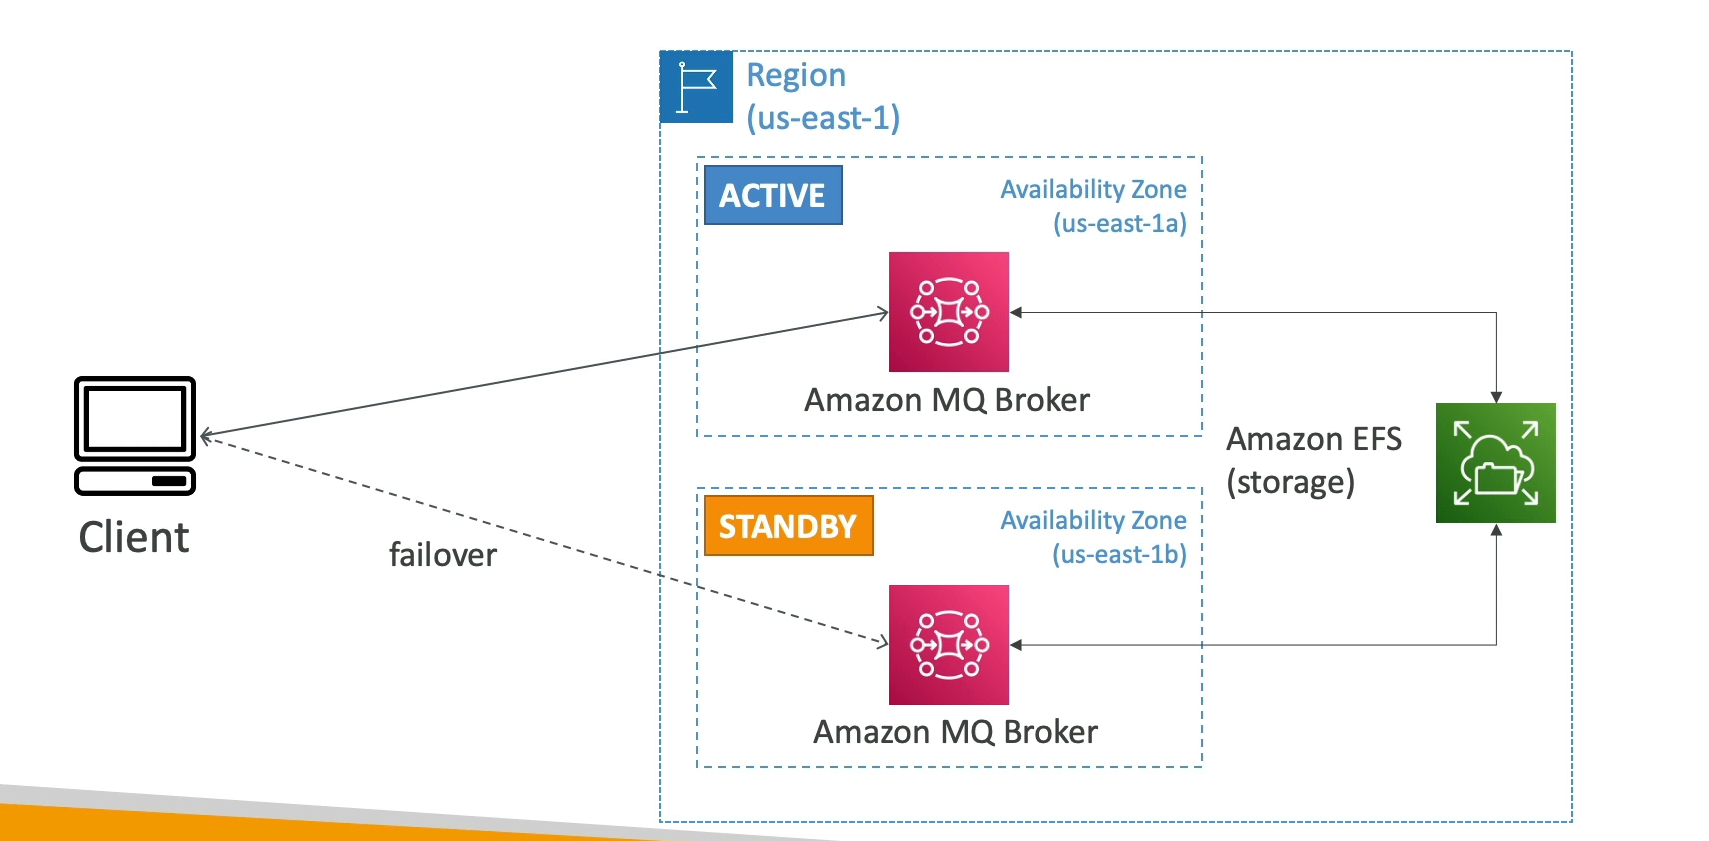 Region
(us-east-1)
ACTIVE
Availability Zone
(us-east-1a)
Amazon MQ Broker
Client
failover
Amazon EFS
(storage)
STANDBY
Availability Zone
(us-east-1b)
Amazon MQ Broker